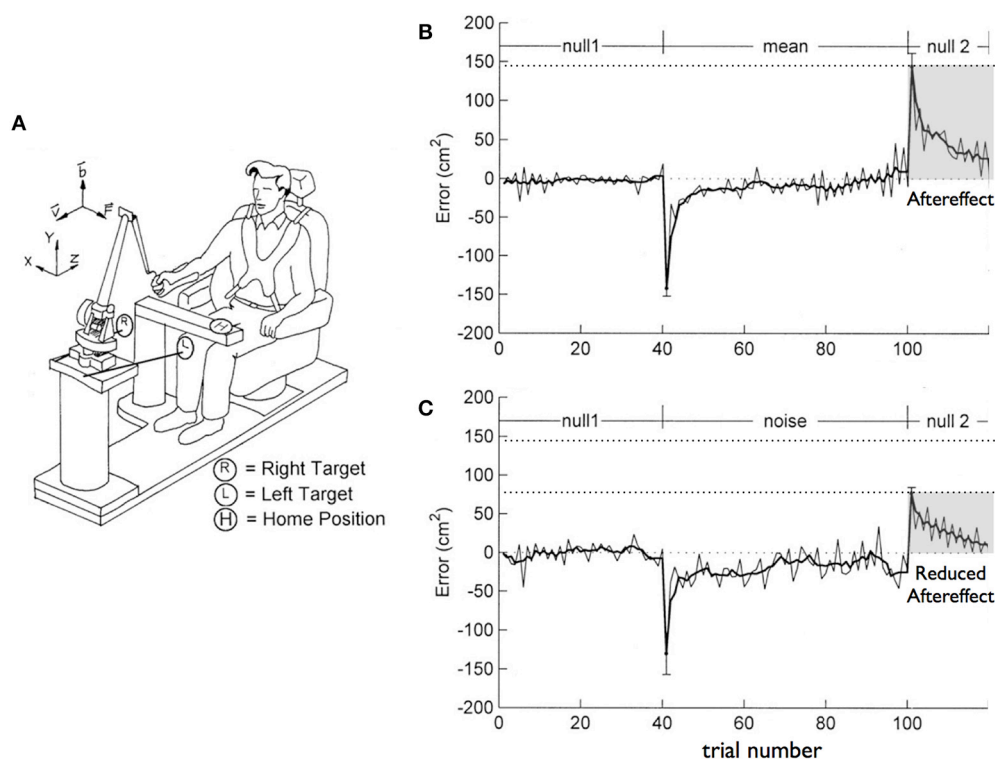 A
b
V
F
Y
X
Z
R
L
H
R = Right Target
L = Left Target
H = Home Position
B
200
150
100
50
0
-50
-100
-150
-200
Error (cm²)
null1
mean
null 2
Aftereffect
0
20
40
60
80
100
C
200
150
100
50
0
-50
-100
-150
-200
Error (cm²)
null1
noise
null 2
Reduced
Aftereffect
0
20
40
60
80
100
trial number